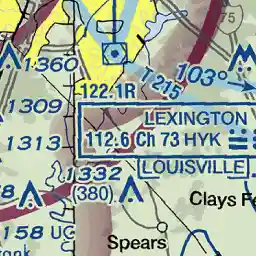 75
1360
T 215
103°
122.1R
1309
LEXINGTON
112.6 Ch 73 HYK
1313
LOUISVILLE
1332
(380)
Clays
158 UC
Spears